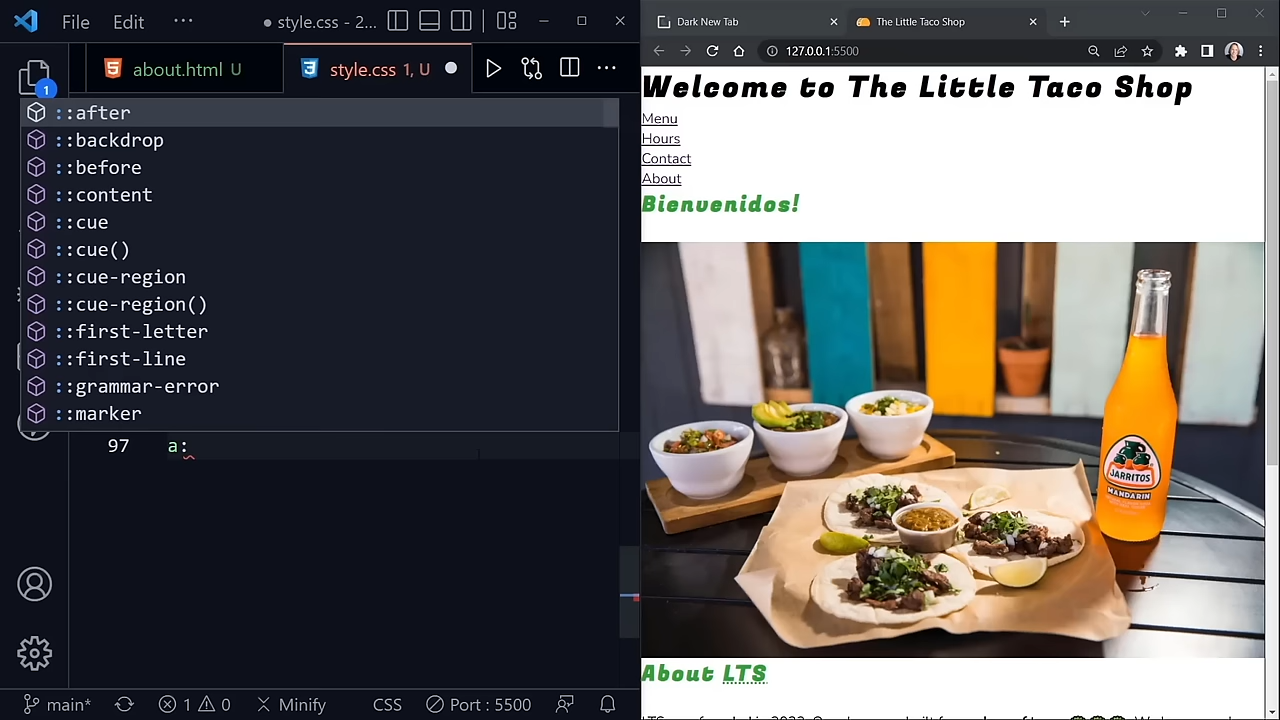 File Edit ··· ● style.css - 2...
about.html U
style.css 1, U ●
1
::after
::backdrop
::before
::content
::cue
::cue()
::cue-region
::cue-region()
::first-letter
::first-line
::grammar-error
::marker
97 a:
main* 1 0 Minify CSS Port : 5500
Dark New Tab
The Little Taco Shop
127.0.0.1:5500
Welcome to The Little Taco Shop
Menu
Hours
Contact
About
Bienvenidos!
JARRITOS
MANDARIN
About LTS